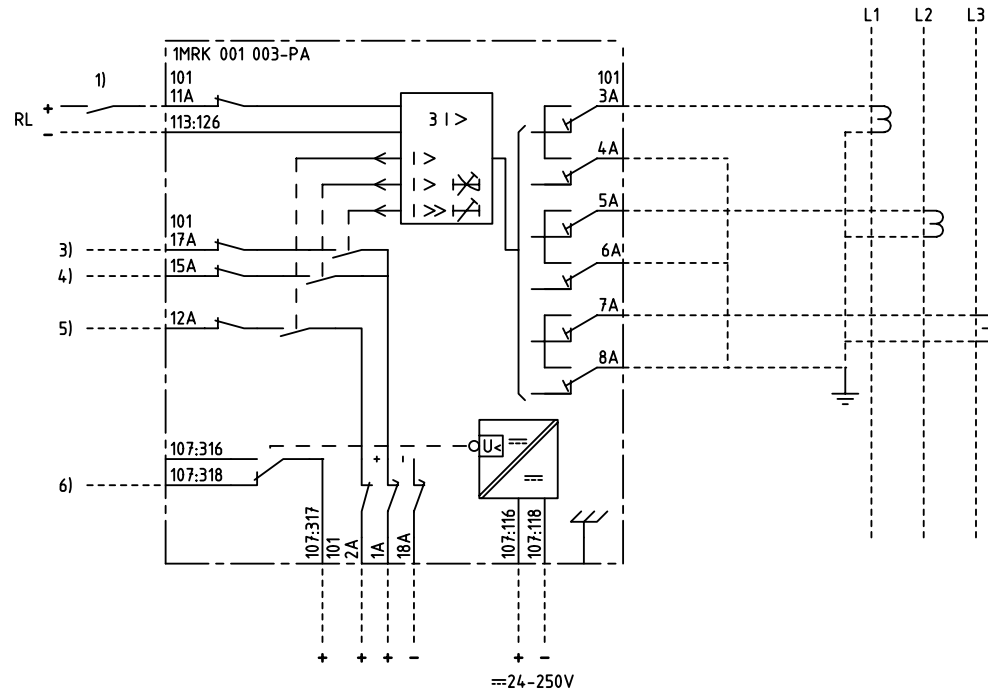 L1 L2 L3
1MRK 001 003-PA
1)
101
11A
RL + -
113:126
3 I >
I >
I >
I >>
101
3A
4A
5A
6A
7A
8A
101
3) 17A
4) 15A
5) 12A
107:316
6) 107:318
U<
+ -
107:317
101
2A
1A
18A
107:116
107:118
+ + + - + -
24-250V